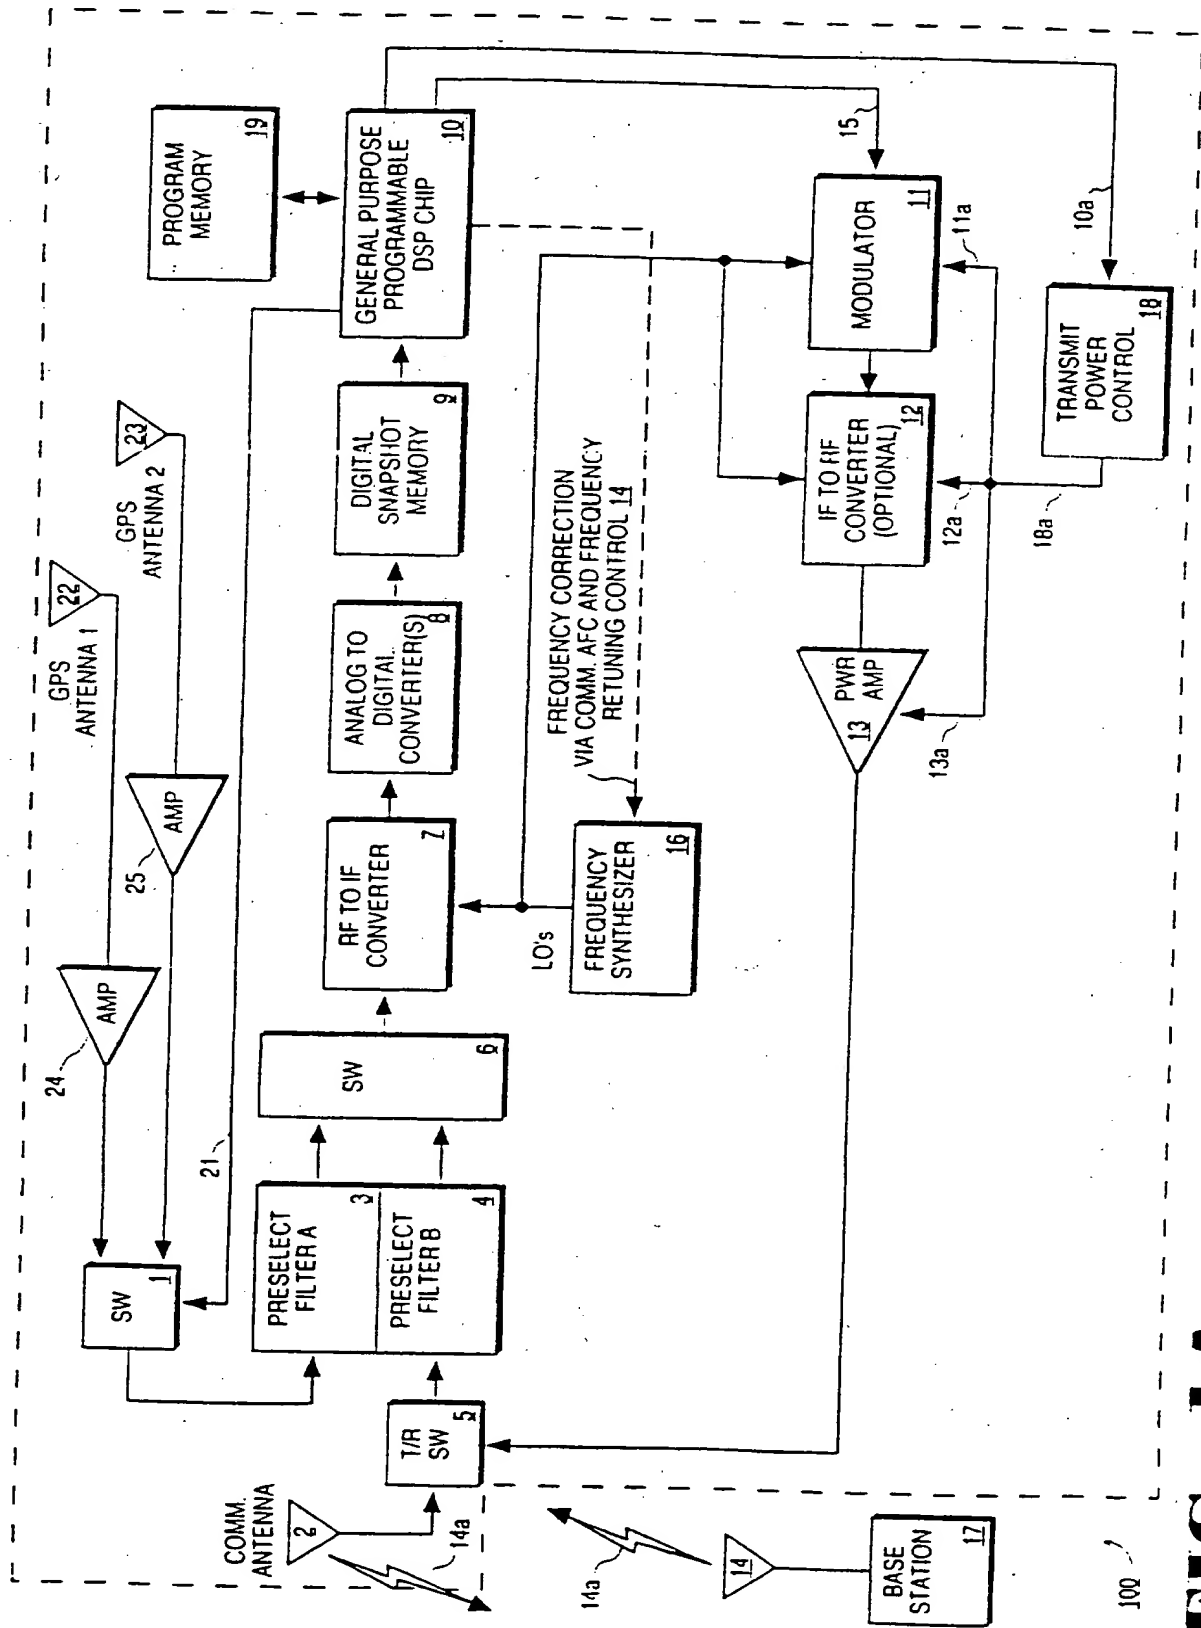 COMM.
ANTENNA
2
14a
14a
14
BASE
STATION
17
100
T/R
SW
5
SW
1
21
24
AMP
25
AMP
22
GPS
ANTENNA 1
23
GPS
ANTENNA 2
PRESELECT
FILTER A
3
PRESELECT
FILTER B
4
SW
6
RF TO IF
CONVERTER
7
ANALOG TO
DIGITAL
CONVERTER(S)
8
DIGITAL
SNAPSHOT
MEMORY
9
GENERAL PURPOSE
PROGRAMMABLE
DSP CHIP
10
PROGRAM
MEMORY
19
LO's
FREQUENCY
SYNTHESIZER
16
FREQUENCY CORRECTION
VIA COMM. AFC AND FREQUENCY
RETUNING CONTROL 14
PWR
AMP
13
13a
IF TO RF
CONVERTER
(OPTIONAL)
12
12a
MODULATOR
11
11a
15
18a
TRANSMIT
POWER
CONTROL
18
10a